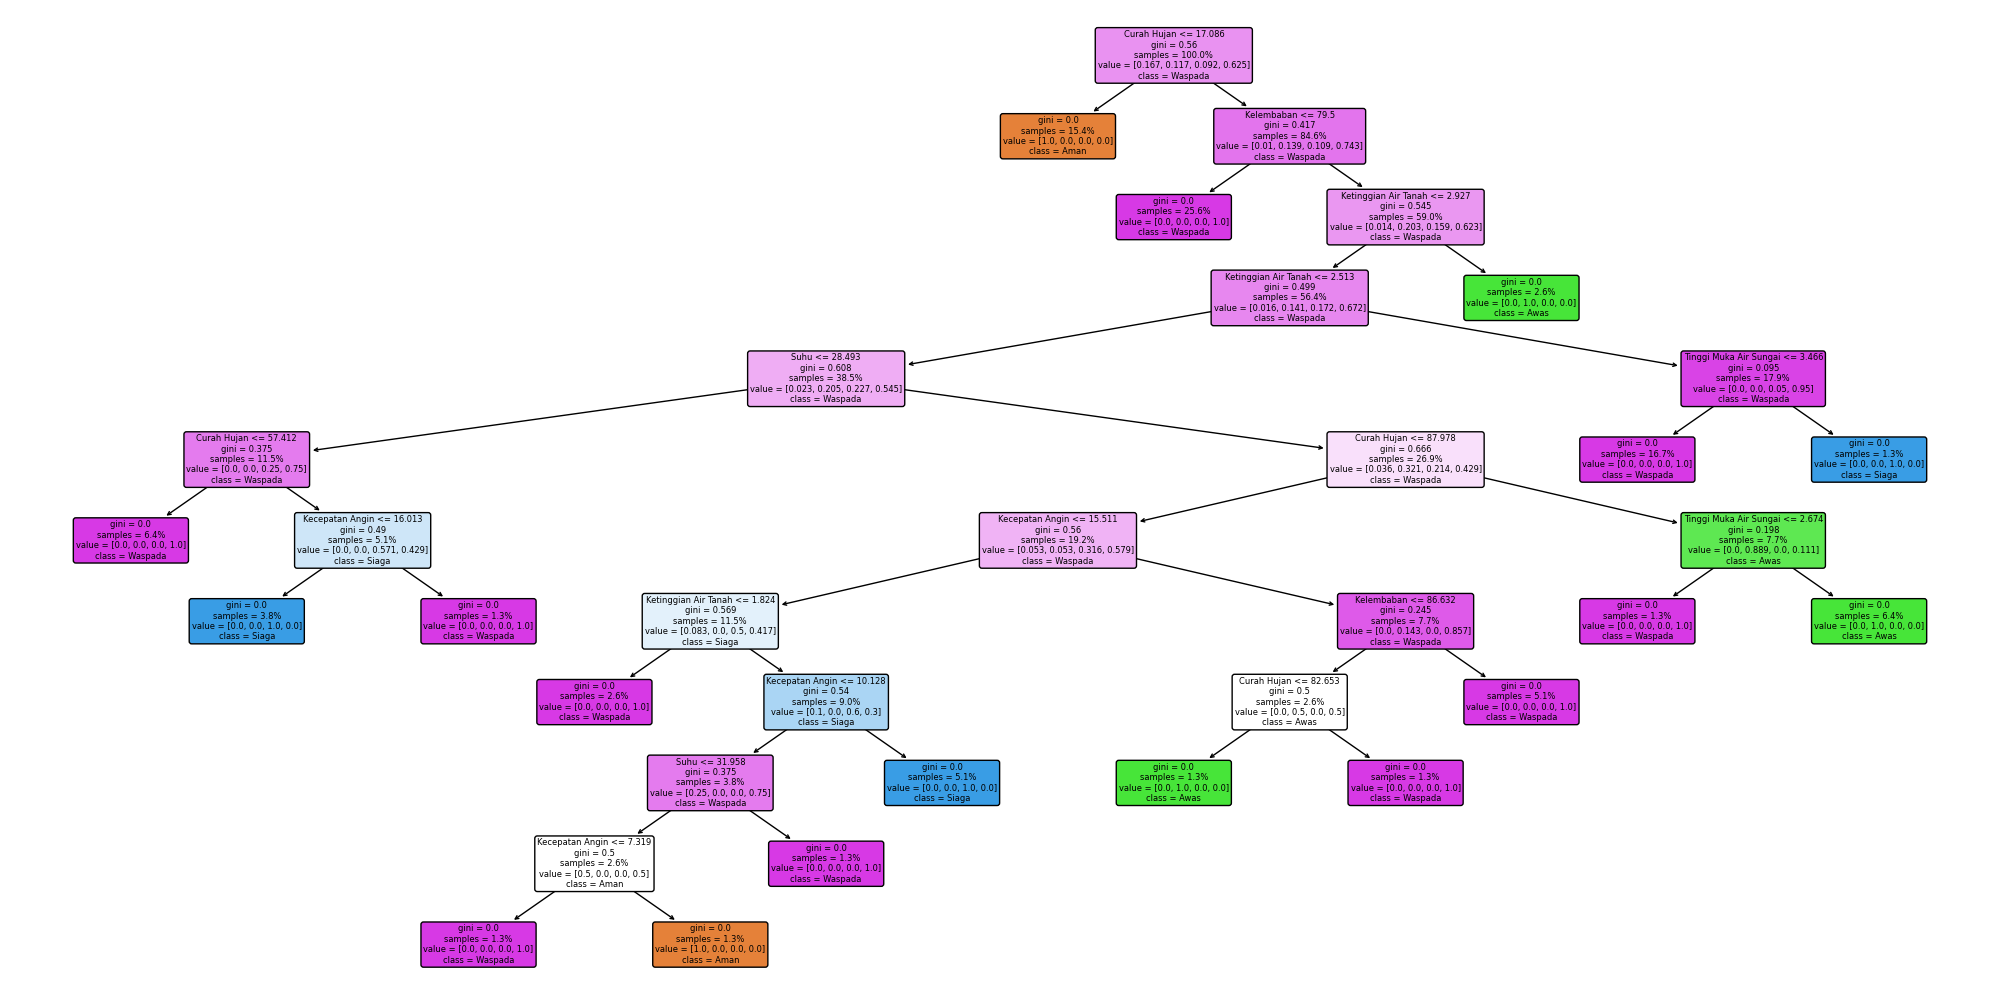 Curah Hujan <= 17.086
gini = 0.56
samples = 100.0%
value = [0.167, 0.117, 0.092, 0.625]
class = Waspada
gini = 0.0
samples = 15.4%
value = [1.0, 0.0, 0.0, 0.0]
class = Aman
Kelembaban <= 79.5
gini = 0.417
samples = 84.6%
value = [0.01, 0.139, 0.109, 0.743]
class = Waspada
gini = 0.0
samples = 25.6%
value = [0.0, 0.0, 0.0, 1.0]
class = Waspada
Ketinggian Air Tanah <= 2.927
gini = 0.545
samples = 59.0%
value = [0.014, 0.203, 0.159, 0.623]
class = Waspada
Ketinggian Air Tanah <= 2.513
gini = 0.499
samples = 56.4%
value = [0.016, 0.141, 0.172, 0.672]
class = Waspada
gini = 0.0
samples = 2.6%
value = [0.0, 1.0, 0.0, 0.0]
class = Awas
Suhu <= 28.493
gini = 0.608
samples = 38.5%
value = [0.023, 0.205, 0.227, 0.545]
class = Waspada
Tinggi Muka Air Sungai <= 3.466
gini = 0.095
samples = 17.9%
value = [0.0, 0.0, 0.05, 0.95]
class = Waspada
Curah Hujan <= 57.412
gini = 0.375
samples = 11.5%
value = [0.0, 0.0, 0.25, 0.75]
class = Waspada
Curah Hujan <= 87.978
gini = 0.666
samples = 26.9%
value = [0.036, 0.321, 0.214, 0.429]
class = Waspada
gini = 0.0
samples = 16.7%
value = [0.0, 0.0, 0.0, 1.0]
class = Waspada
gini = 0.0
samples = 1.3%
value = [0.0, 0.0, 1.0, 0.0]
class = Siaga
gini = 0.0
samples = 6.4%
value = [0.0, 0.0, 0.0, 1.0]
class = Waspada
Kecepatan Angin <= 16.013
gini = 0.49
samples = 5.1%
value = [0.0, 0.0, 0.571, 0.429]
class = Siaga
Kecepatan Angin <= 15.511
gini = 0.56
samples = 19.2%
value = [0.053, 0.053, 0.316, 0.579]
class = Waspada
Tinggi Muka Air Sungai <= 2.674
gini = 0.198
samples = 7.7%
value = [0.0, 0.889, 0.0, 0.111]
class = Awas
gini = 0.0
samples = 3.8%
value = [0.0, 0.0, 1.0, 0.0]
class = Siaga
gini = 0.0
samples = 1.3%
value = [0.0, 0.0, 0.0, 1.0]
class = Waspada
Ketinggian Air Tanah <= 1.824
gini = 0.569
samples = 11.5%
value = [0.083, 0.0, 0.5, 0.417]
class = Siaga
Kelembaban <= 86.632
gini = 0.245
samples = 7.7%
value = [0.0, 0.143, 0.0, 0.857]
class = Waspada
gini = 0.0
samples = 1.3%
value = [0.0, 0.0, 0.0, 1.0]
class = Waspada
gini = 0.0
samples = 6.4%
value = [0.0, 1.0, 0.0, 0.0]
class = Awas
gini = 0.0
samples = 2.6%
value = [0.0, 0.0, 0.0, 1.0]
class = Waspada
Kecepatan Angin <= 10.128
gini = 0.54
samples = 9.0%
value = [0.1, 0.0, 0.6, 0.3]
class = Siaga
Curah Hujan <= 82.653
gini = 0.5
samples = 2.6%
value = [0.0, 0.5, 0.0, 0.5]
class = Awas
gini = 0.0
samples = 5.1%
value = [0.0, 0.0, 0.0, 1.0]
class = Waspada
Suhu <= 31.958
gini = 0.375
samples = 3.8%
value = [0.25, 0.0, 0.0, 0.75]
class = Waspada
gini = 0.0
samples = 5.1%
value = [0.0, 0.0, 1.0, 0.0]
class = Siaga
gini = 0.0
samples = 1.3%
value = [0.0, 1.0, 0.0, 0.0]
class = Awas
gini = 0.0
samples = 1.3%
value = [0.0, 0.0, 0.0, 1.0]
class = Waspada
Kecepatan Angin <= 7.319
gini = 0.5
samples = 2.6%
value = [0.5, 0.0, 0.0, 0.5]
class = Aman
gini = 0.0
samples = 1.3%
value = [0.0, 0.0, 0.0, 1.0]
class = Waspada
gini = 0.0
samples = 1.3%
value = [0.0, 0.0, 0.0, 1.0]
class = Waspada
gini = 0.0
samples = 1.3%
value = [1.0, 0.0, 0.0, 0.0]
class = Aman